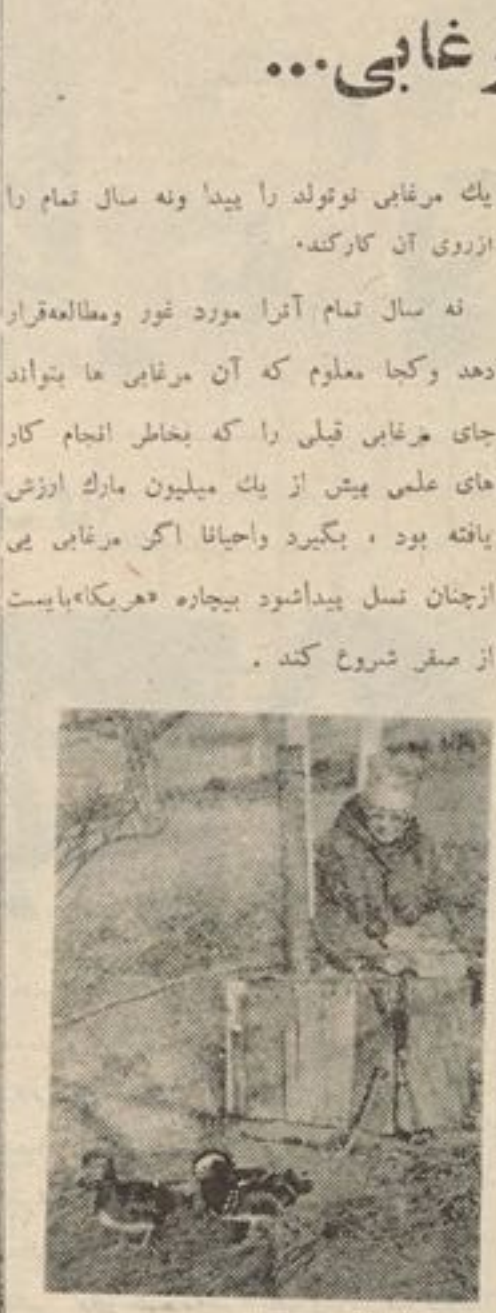 رغابی...
یك مرغابی نوتولد را پیدا ونه سال تمام را
ازروی آن کارکند.
نه سال تمام آنرا مورد غور ومطالعه‌قرار
دهد وکجا معلوم که آن مرغابی ها بتواند
جای مرغابی قبلی را که بخاطر انجام کار
های علمی بیش از یك میلیون مارك ارزش
یافته بود ، بگیرد واحیانا اگر مرغابی یی
ازچنان نسل پیداشود بیچاره «هریکا»بایست
از صفر شروع کند .